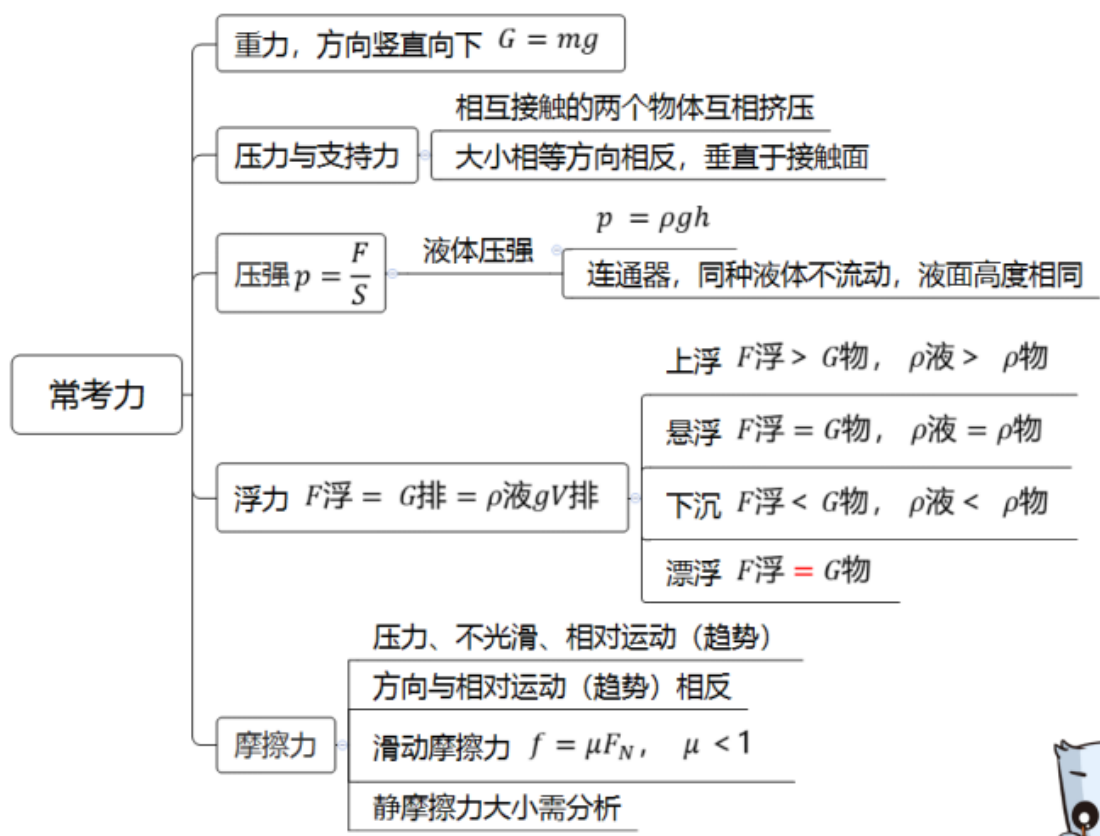 重力，方向竖直向下 G = mg
相互接触的两个物体互相挤压
压力与支持力
大小相等方向相反，垂直于接触面
p = ρgh
压强 p = F/S
液体压强
连通器，同种液体不流动，液面高度相同
常考力
上浮 F浮 > G物， ρ液 > ρ物
悬浮 F浮 = G物， ρ液 = ρ物
浮力 F浮 = G排 = ρ液gV排
下沉 F浮 < G物， ρ液 < ρ物
漂浮 F浮 = G物
压力、不光滑、相对运动（趋势）
方向与相对运动（趋势）相反
摩擦力
滑动摩擦力 f = μF_N， μ < 1
静摩擦力大小需分析